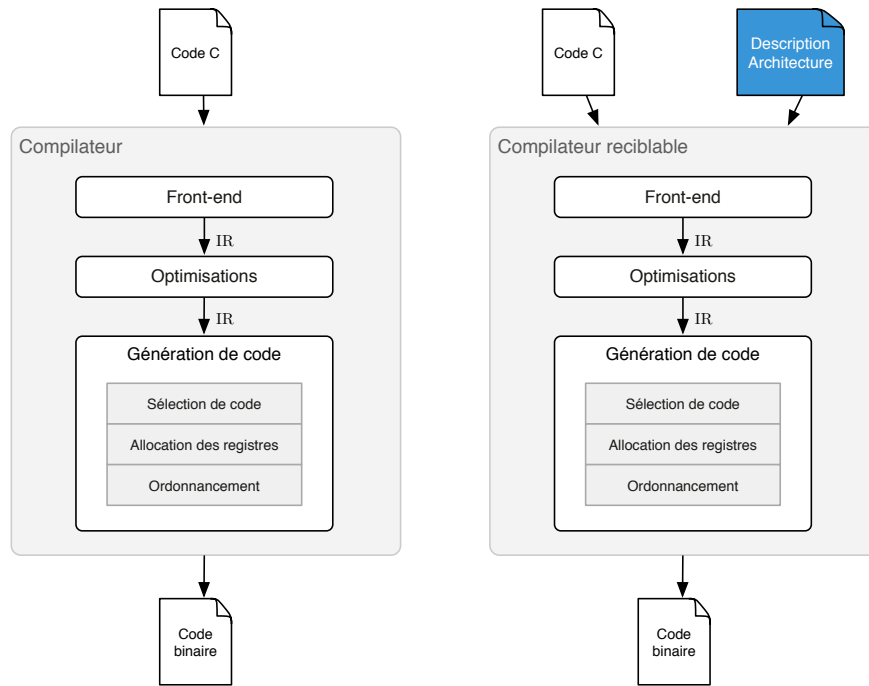 Code C
Compilateur
Front-end
IR
Optimisations
IR
Génération de code
Sélection de code
Allocation des registres
Ordonnancement
Code
binaire
Code C
Description
Architecture
Compilateur reciblable
Front-end
IR
Optimisations
IR
Génération de code
Sélection de code
Allocation des registres
Ordonnancement
Code
binaire